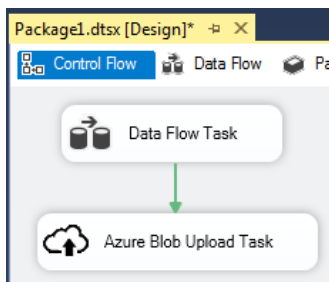 Package1.dtsx [Design]*
Control Flow Data Flow
Data Flow Task
Azure Blob Upload Task